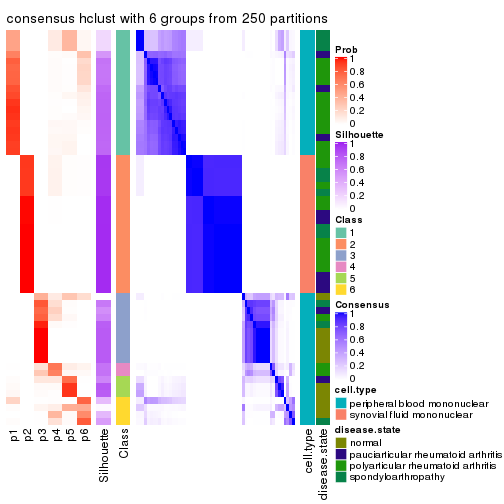 consensus hclust with 6 groups from 250 partitions
Prob
1
0.8
0.6
0.4
0.2
0
Silhouette
1
0.8
0.6
0.4
0.2
0
Class
1
2
3
4
5
6
Consensus
1
0.8
0.6
0.4
0.2
0
cell.type
peripheral blood mononuclear
synovial fluid mononuclear
disease.state
normal
pauciarticular rheumatoid arthritis
polyarticular rheumatoid arthritis
spondyloarthropathy
p1
p2
p3
p4
p5
p6
Silhouette
Class
cell.type
disease.state